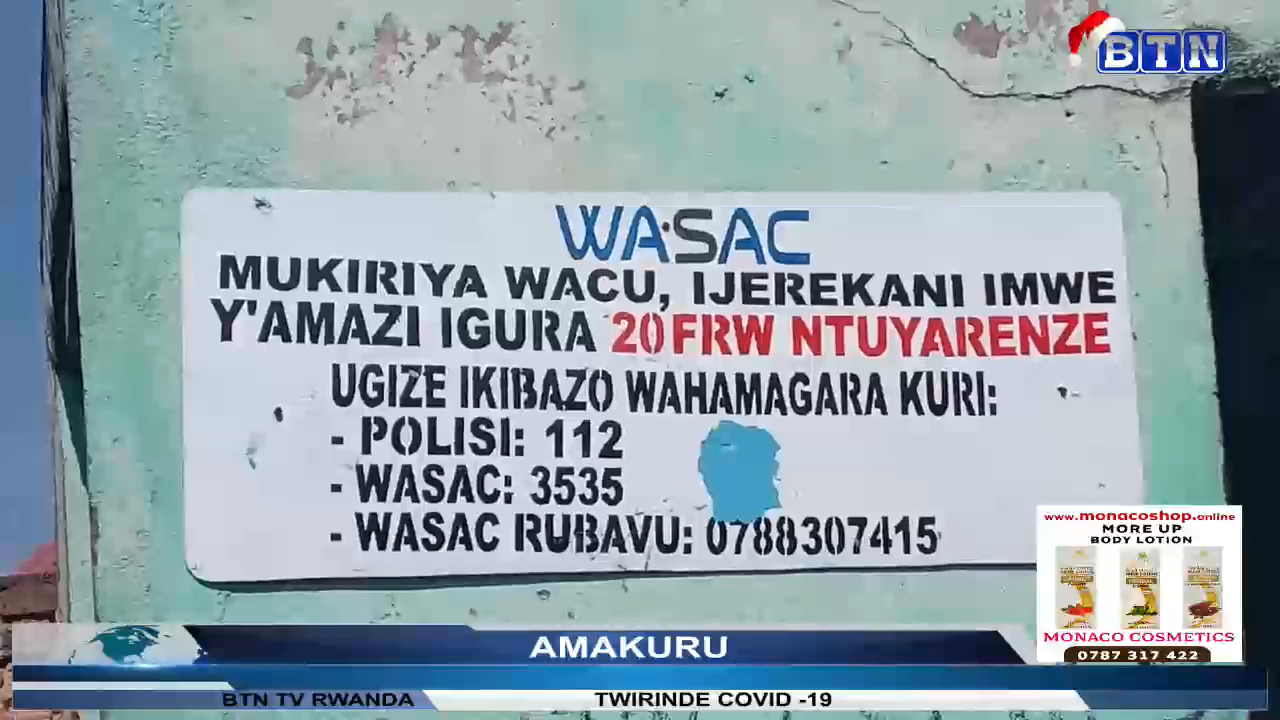 BTN
WA·SAC
MUKIRIYA WACU, IJEREKANI IMWE
Y'AMAZI IGURA 20FRW NTUYARENZE
UGIZE IKIBAZO WAHAMAGARA KURI:
- POLISI: 112
- WASAC: 3535
- WASAC RUBAVU: 0788307415
www.monacoshop.online
MORE UP
BODY LOTION
MONACO COSMETICS
0787 317 422
AMAKURU
BTN TV RWANDA
TWIRINDE COVID -19